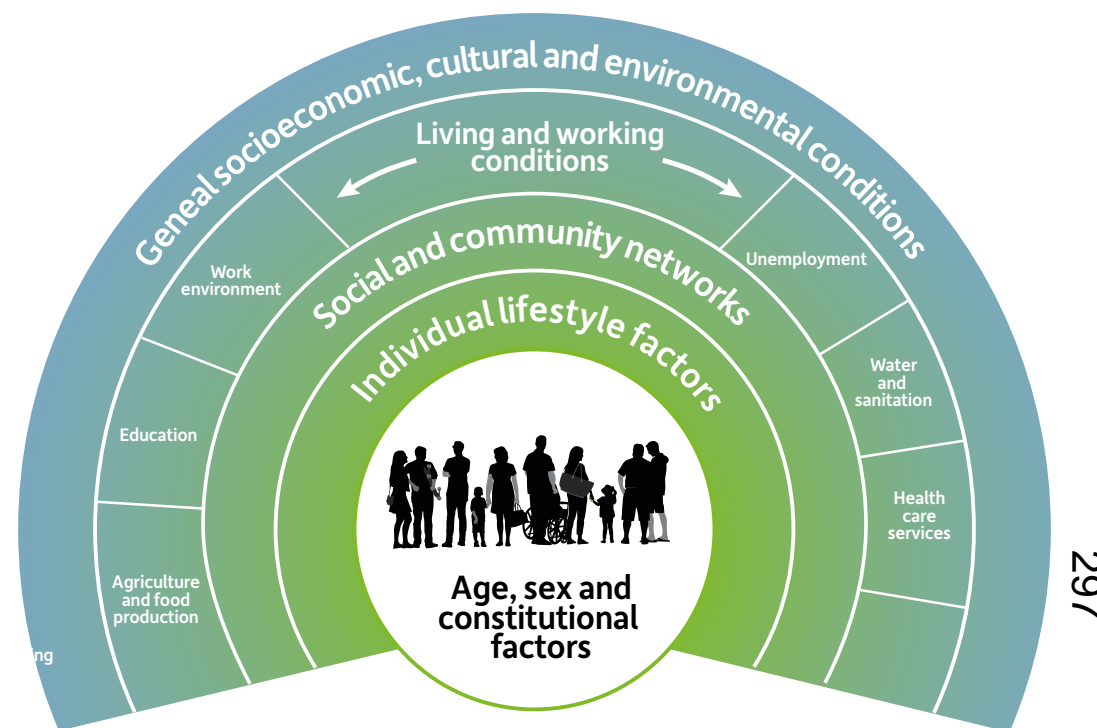 Geneal socioeconomic, cultural and environmental conditions
Living and working
conditions
Social and community networks
Individual lifestyle factors
Work
environment
Education
Agriculture
and food
production
Unemployment
Water
and
sanitation
Health
care
services
Age, sex and
constitutional
factors
ing
297